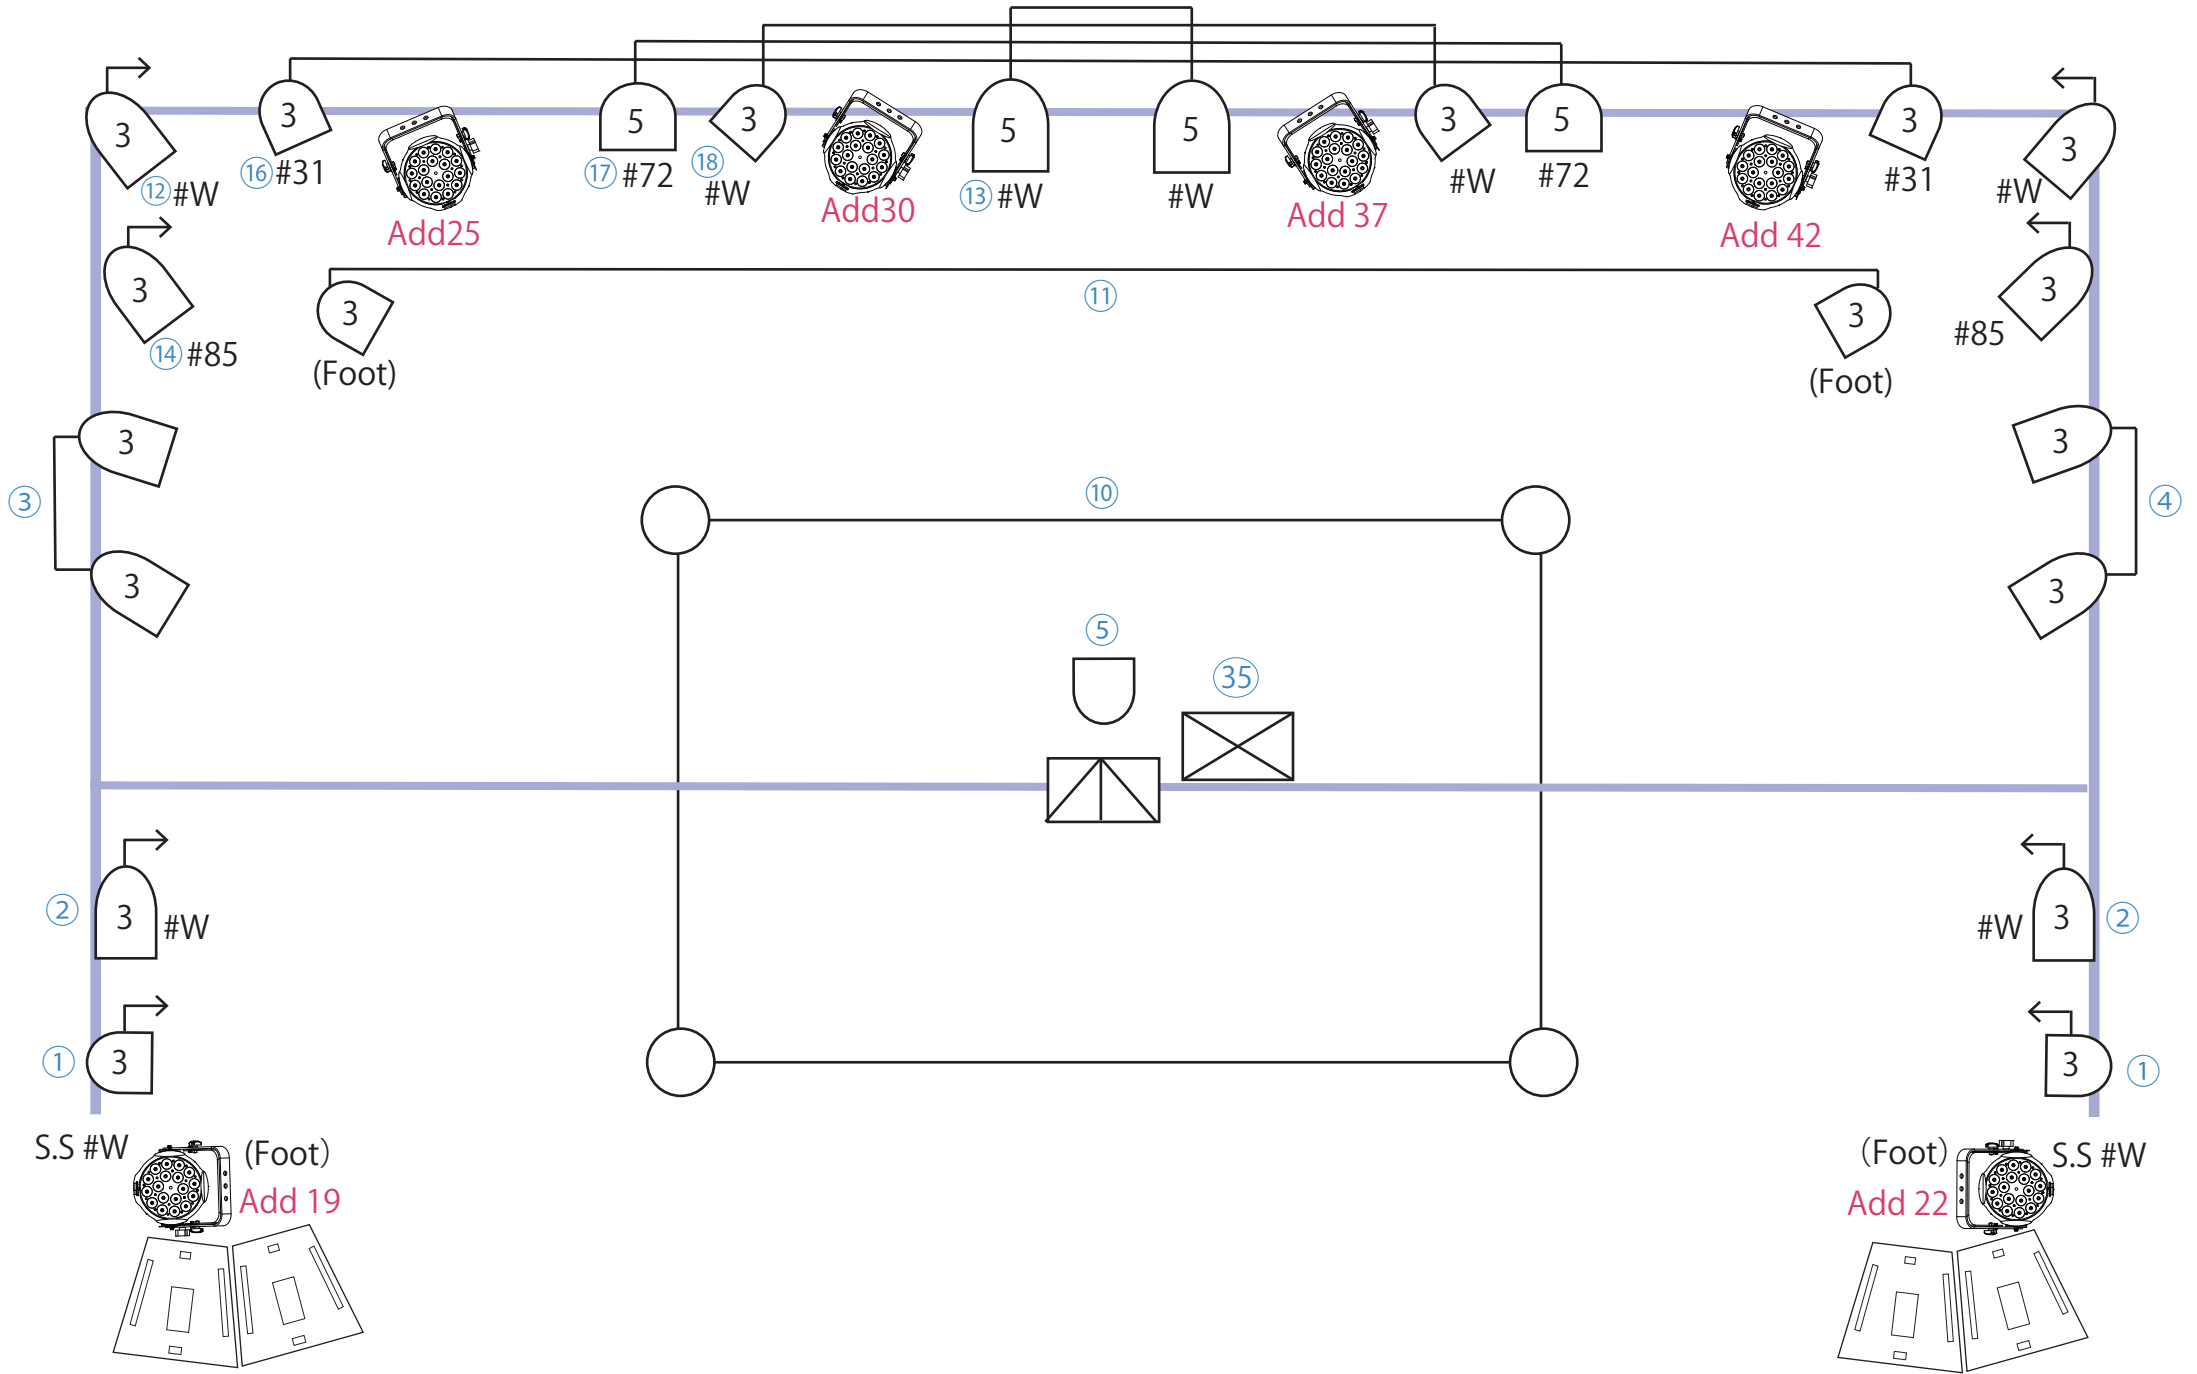 3
3
5
3
5
5
3
5
3
3
⑫ #W
⑯ #31
Add25
⑰ #72
⑱
#W
Add30
⑬ #W
#W
Add 37
#W
#72
Add 42
#31
#W
3
⑭ #85
3
(Foot)
⑪
3
(Foot)
3
#85
3
③
3
⑩
3
④
3
⑤
㉟
②
3
#W
#W
3
②
①
3
3
①
S.S #W
(Foot)
Add 19
(Foot)
Add 22
S.S #W